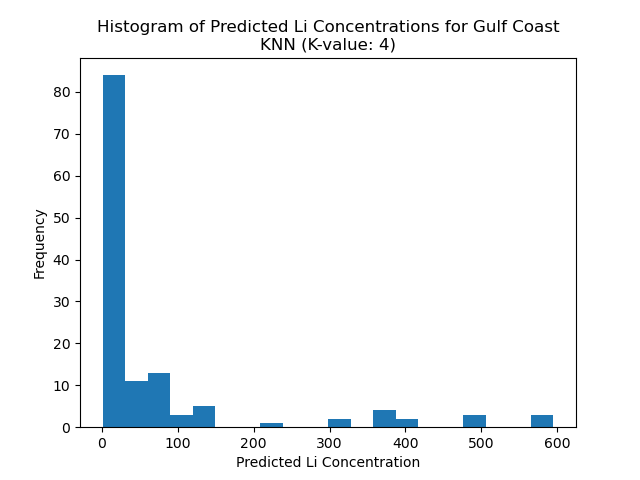 Histogram of Predicted Li Concentrations for Gulf Coast
KNN (K-value: 4)
80
70
60
50
40
30
20
10
0
Frequency
0 100 200 300 400 500 600
Predicted Li Concentration